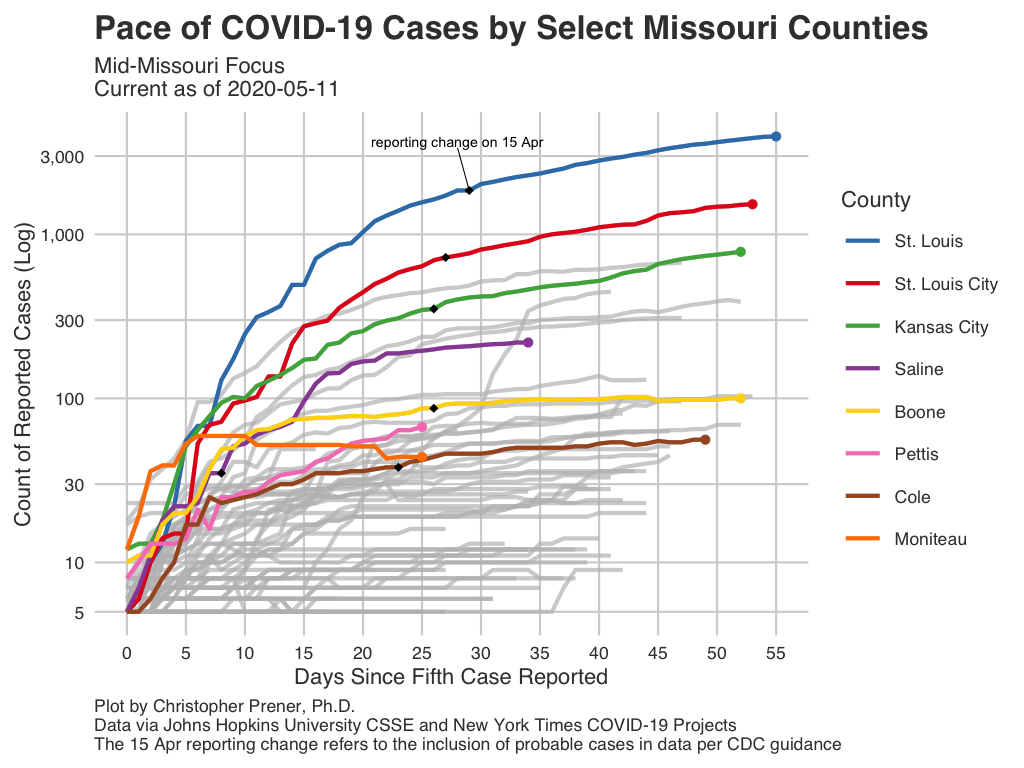 Pace of COVID-19 Cases by Select Missouri Counties
Mid-Missouri Focus
Current as of 2020-05-11
reporting change on 15 Apr
3,000
1,000
300
100
30
10
5
Count of Reported Cases (Log)
0 5 10 15 20 25 30 35 40 45 50 55
Days Since Fifth Case Reported
County
St. Louis
St. Louis City
Kansas City
Saline
Boone
Pettis
Cole
Moniteau
Plot by Christopher Prener, Ph.D.
Data via Johns Hopkins University CSSE and New York Times COVID-19 Projects
The 15 Apr reporting change refers to the inclusion of probable cases in data per CDC guidance